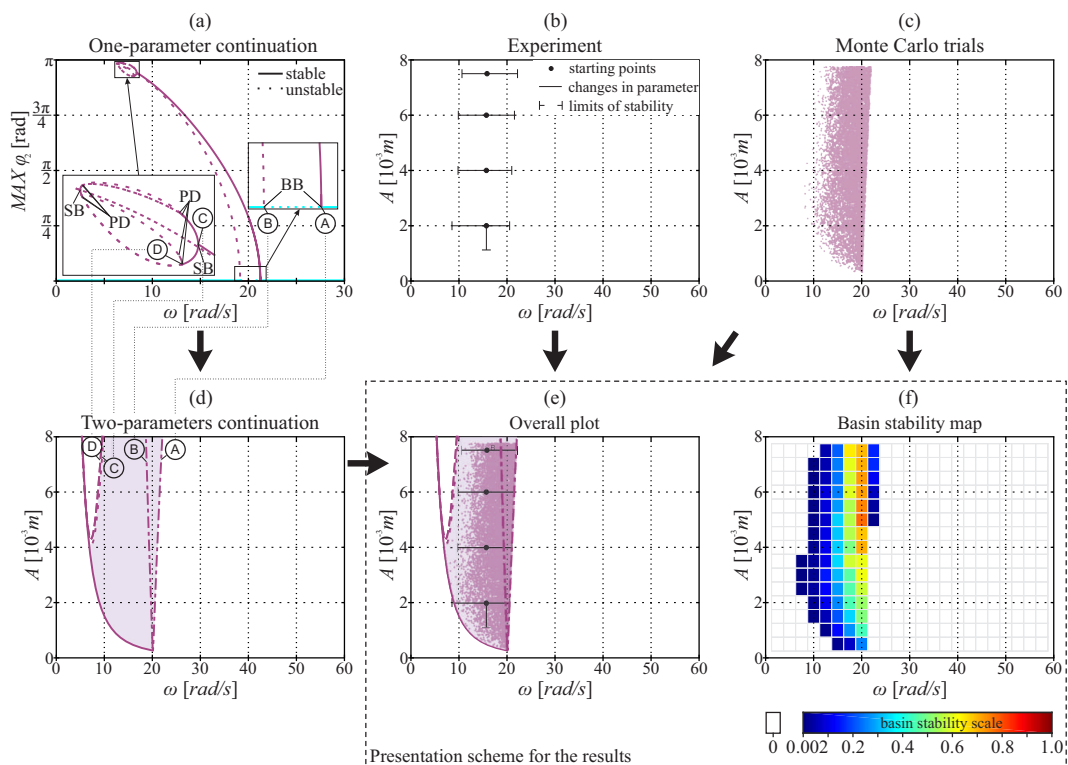 (a)
One-parameter continuation
MAX φ₂ [rad]
π
3π/4
π/2
π/4
stable
unstable
SB
PD
PD
C
D
SB
BB
B
A
0 10 20 30
ω [rad/s]
(b)
Experiment
A [10⁻³m]
8
6
4
2
0
starting points
changes in parameter
limits of stability
0 10 20 30 40 50 60
ω [rad/s]
(c)
Monte Carlo trials
A [10⁻³m]
8
6
4
2
0
0 10 20 30 40 50 60
ω [rad/s]
(d)
Two-parameters continuation
A [10⁻³m]
8
6
4
2
0
D
C
B
A
0 10 20 30 40 50 60
ω [rad/s]
(e)
Overall plot
A [10⁻³m]
8
6
4
2
0
0 10 20 30 40 50 60
ω [rad/s]
(f)
Basin stability map
A [10⁻³m]
8
6
4
2
0
0 10 20 30 40 50 60
ω [rad/s]
basin stability scale
0 0.002 0.2 0.4 0.6 0.8 1.0
Presentation scheme for the results